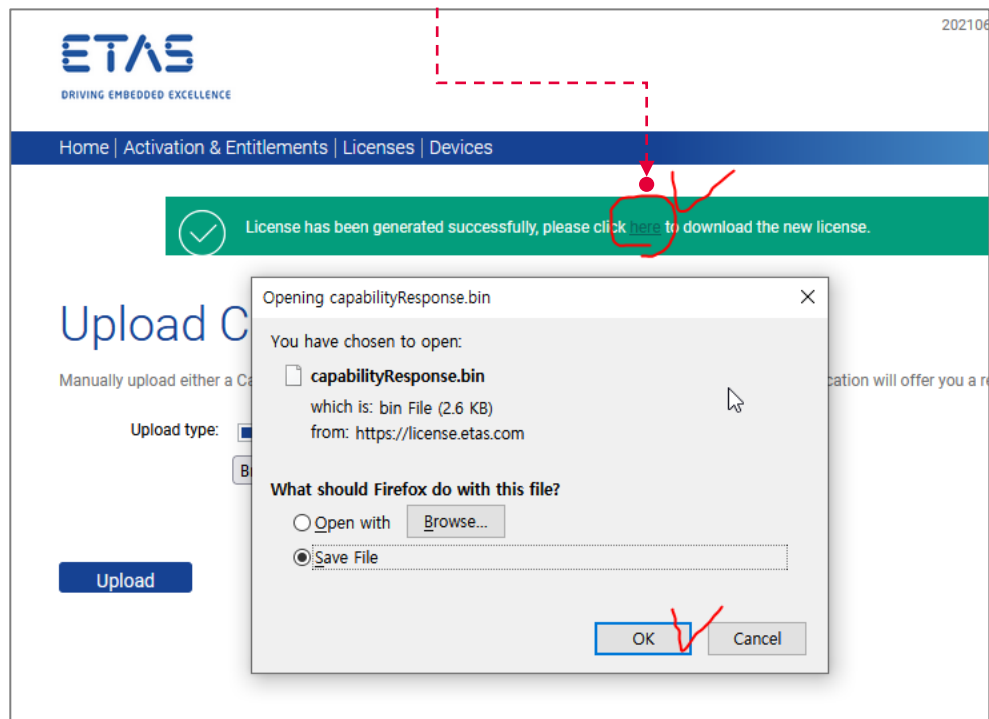 202106
ETAS
DRIVING EMBEDDED EXCELLENCE
Home | Activation & Entitlements | Licenses | Devices
License has been generated successfully, please click here to download the new license.
Opening capabilityResponse.bin
Upload C
You have chosen to open:
capabilityResponse.bin
Manually upload either a Ca
cation will offer you a re
which is: bin File (2.6 KB)
from: https://license.etas.com
Upload type:
What should Firefox do with this file?
Open with Browse...
Save File
Upload
OK Cancel